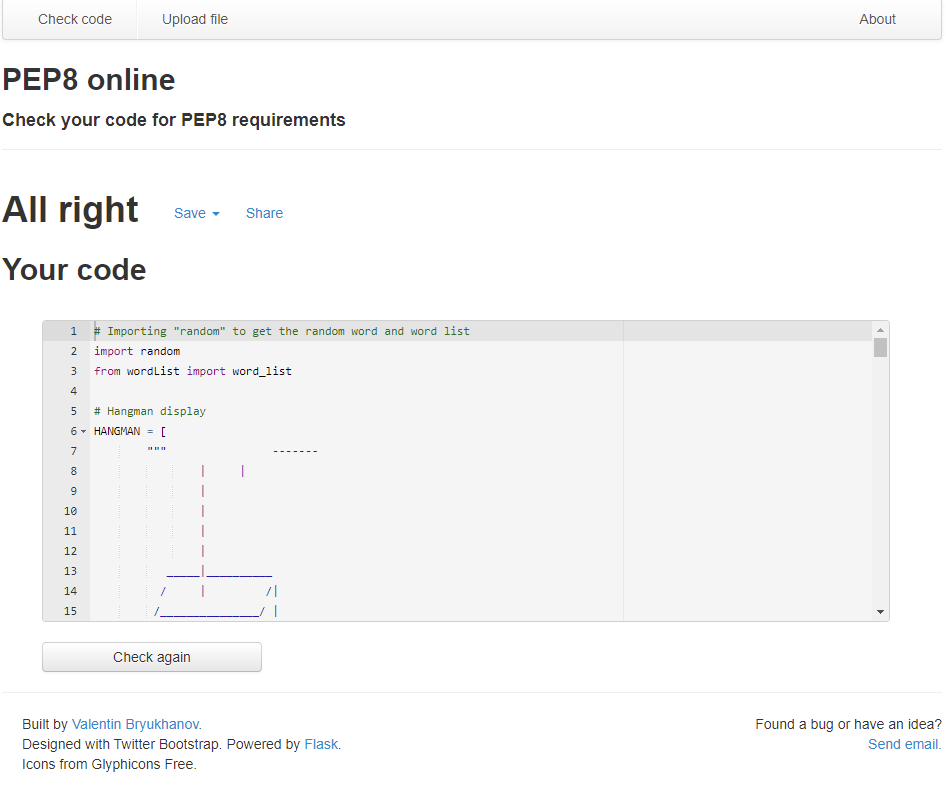 Check code Upload file About
PEP8 online
Check your code for PEP8 requirements
All right Save Share
Your code
1 # Importing "random" to get the random word and word list
2 import random
3 from wordList import word_list
4
5 # Hangman display
6 HANGMAN = [
7 """ -------
8 | |
9 |
10 |
11 |
12 |
13 _____|__________
14 / | /|
15 /_______________/ |
Check again
Built by Valentin Bryukhanov.
Designed with Twitter Bootstrap. Powered by Flask.
Icons from Glyphicons Free.
Found a bug or have an idea?
Send email.